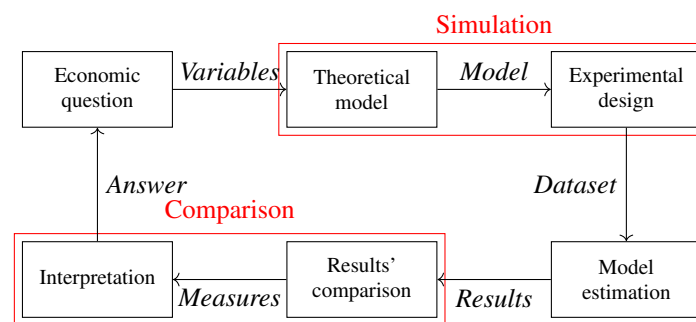 Simulation
Economic
question
Variables
Theoretical
model
Model
Experimental
design
Answer
Dataset
Comparison
Interpretation
Measures
Results’
comparison
Results
Model
estimation